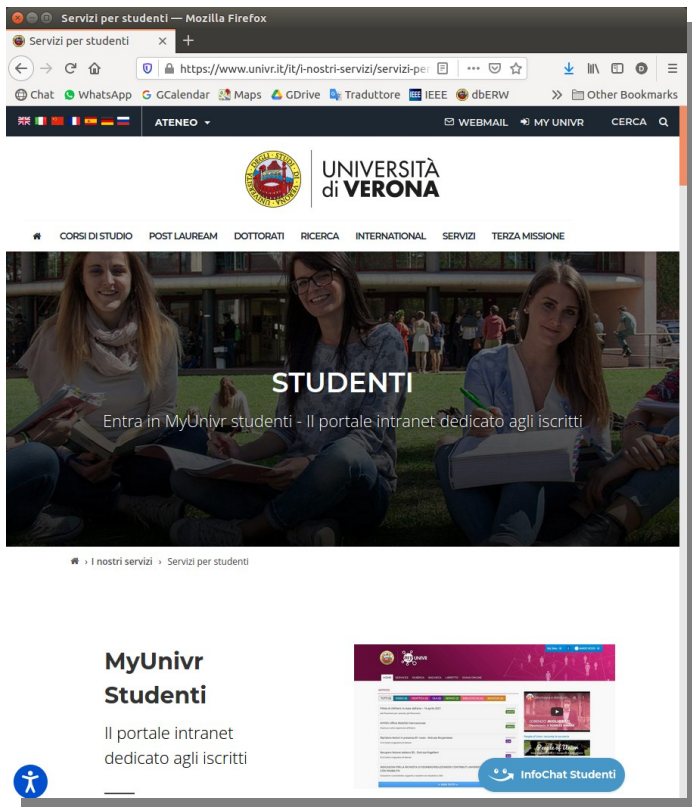 Servizi per studenti — Mozilla Firefox
Servizi per studenti
https://www.univr.it/it/i-nostri-servizi/servizi-per
Chat WhatsApp GCalendar Maps GDrive Traduttore IEEE dbERW Other Bookmarks
ATENEO WEBMAIL MY UNIVR CERCA
UNIVERSITÀ
di VERONA
CORSI DI STUDIO POST LAUREAM DOTTORATI RICERCA INTERNATIONAL SERVIZI TERZA MISSIONE
STUDENTI
Entra in MyUnivr studenti - Il portale intranet dedicato agli iscritti
I nostri servizi › Servizi per studenti
MyUnivr
Studenti
Il portale intranet
dedicato agli iscritti
InfoChat Studenti